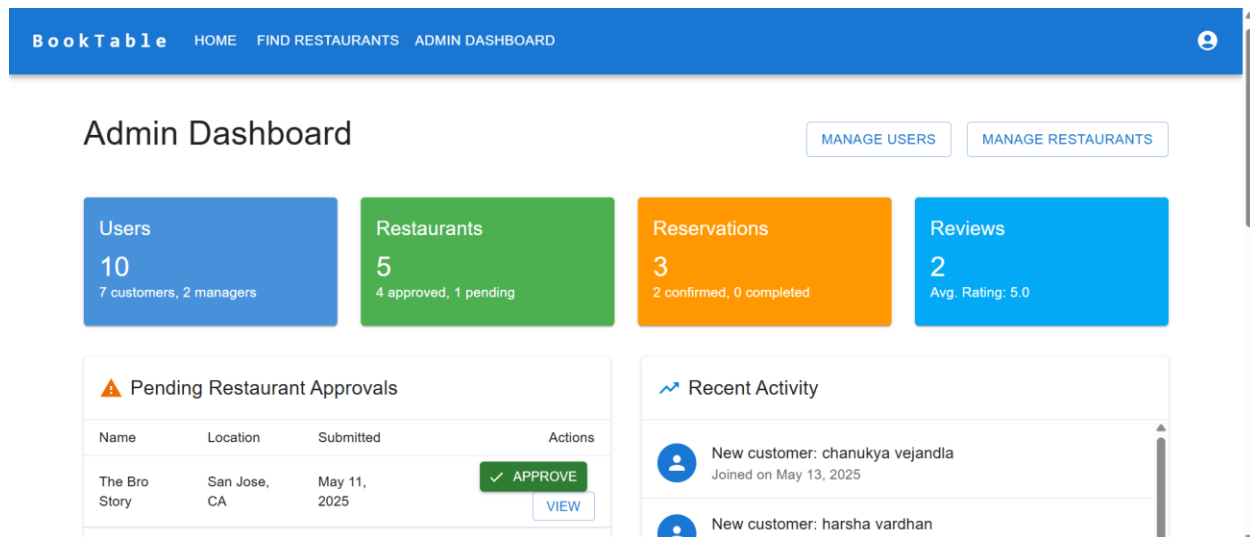 BookTable HOME FIND RESTAURANTS ADMIN DASHBOARD
Admin Dashboard
MANAGE USERS MANAGE RESTAURANTS
Users
10
7 customers, 2 managers
Restaurants
5
4 approved, 1 pending
Reservations
3
2 confirmed, 0 completed
Reviews
2
Avg. Rating: 5.0
Pending Restaurant Approvals
Name Location Submitted Actions
The Bro
Story
San Jose,
CA
May 11,
2025
APPROVE
VIEW
Recent Activity
New customer: chanukya vejandla
Joined on May 13, 2025
New customer: harsha vardhan